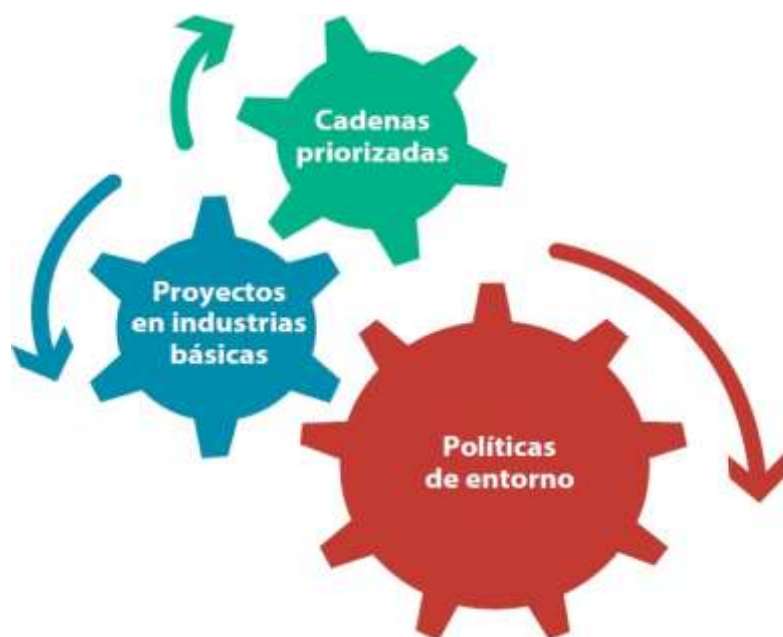 Cadenas
priorizadas
Proyectos
en industrias
básicas
Políticas
de entorno